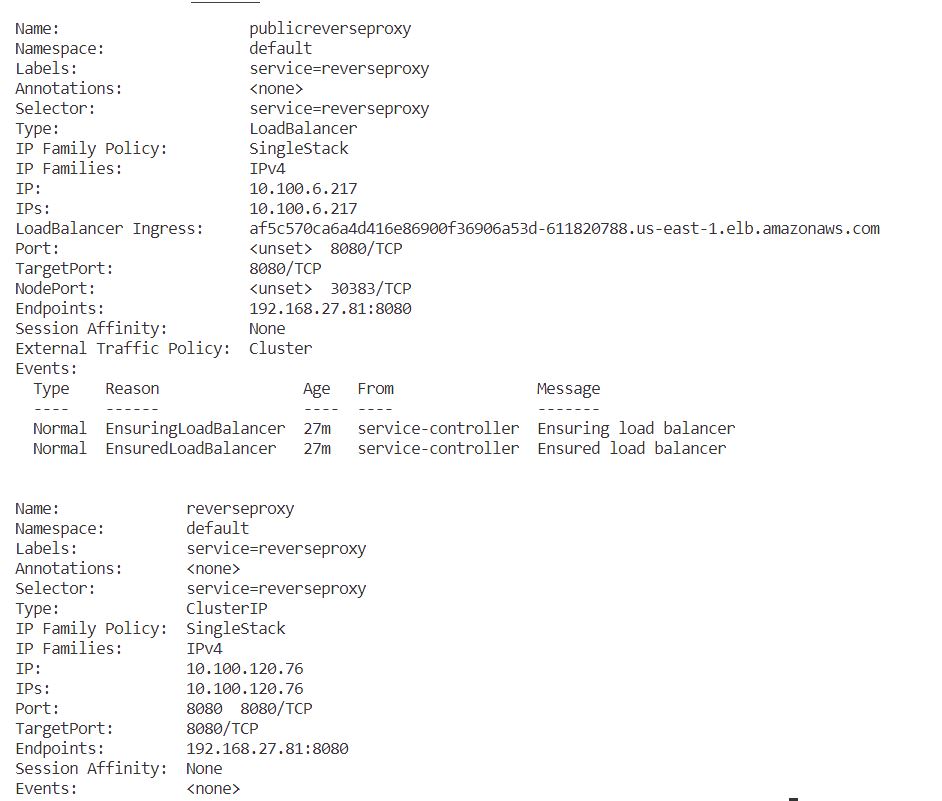 Name: publicreverseproxy
Namespace: default
Labels: service=reverseproxy
Annotations: <none>
Selector: service=reverseproxy
Type: LoadBalancer
IP Family Policy: SingleStack
IP Families: IPv4
IP: 10.100.6.217
IPs: 10.100.6.217
LoadBalancer Ingress: af5c570ca6a4d416e86900f36906a53d-611820788.us-east-1.elb.amazonaws.com
Port: <unset> 8080/TCP
TargetPort: 8080/TCP
NodePort: <unset> 30383/TCP
Endpoints: 192.168.27.81:8080
Session Affinity: None
External Traffic Policy: Cluster
Events:
Type Reason Age From Message
---- ------ ---- ---- -------
Normal EnsuringLoadBalancer 27m service-controller Ensuring load balancer
Normal EnsuredLoadBalancer 27m service-controller Ensured load balancer
Name: reverseproxy
Namespace: default
Labels: service=reverseproxy
Annotations: <none>
Selector: service=reverseproxy
Type: ClusterIP
IP Family Policy: SingleStack
IP Families: IPv4
IP: 10.100.120.76
IPs: 10.100.120.76
Port: 8080 8080/TCP
TargetPort: 8080/TCP
Endpoints: 192.168.27.81:8080
Session Affinity: None
Events: <none>